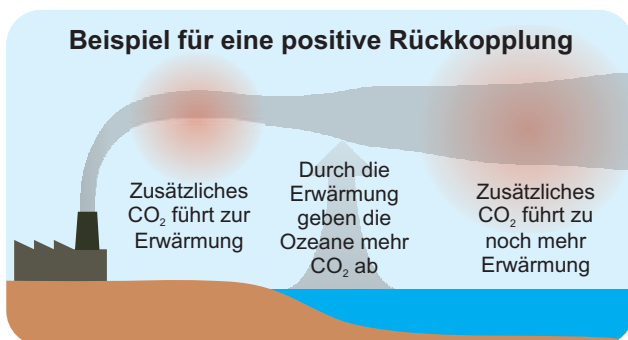 Beispiel für eine positive Rückkopplung
Zusätzliches
CO₂ führt zur
Erwärmung
Durch die
Erwärmung
geben die
Ozeane mehr
CO₂ ab
Zusätzliches
CO₂ führt zu
noch mehr
Erwärmung